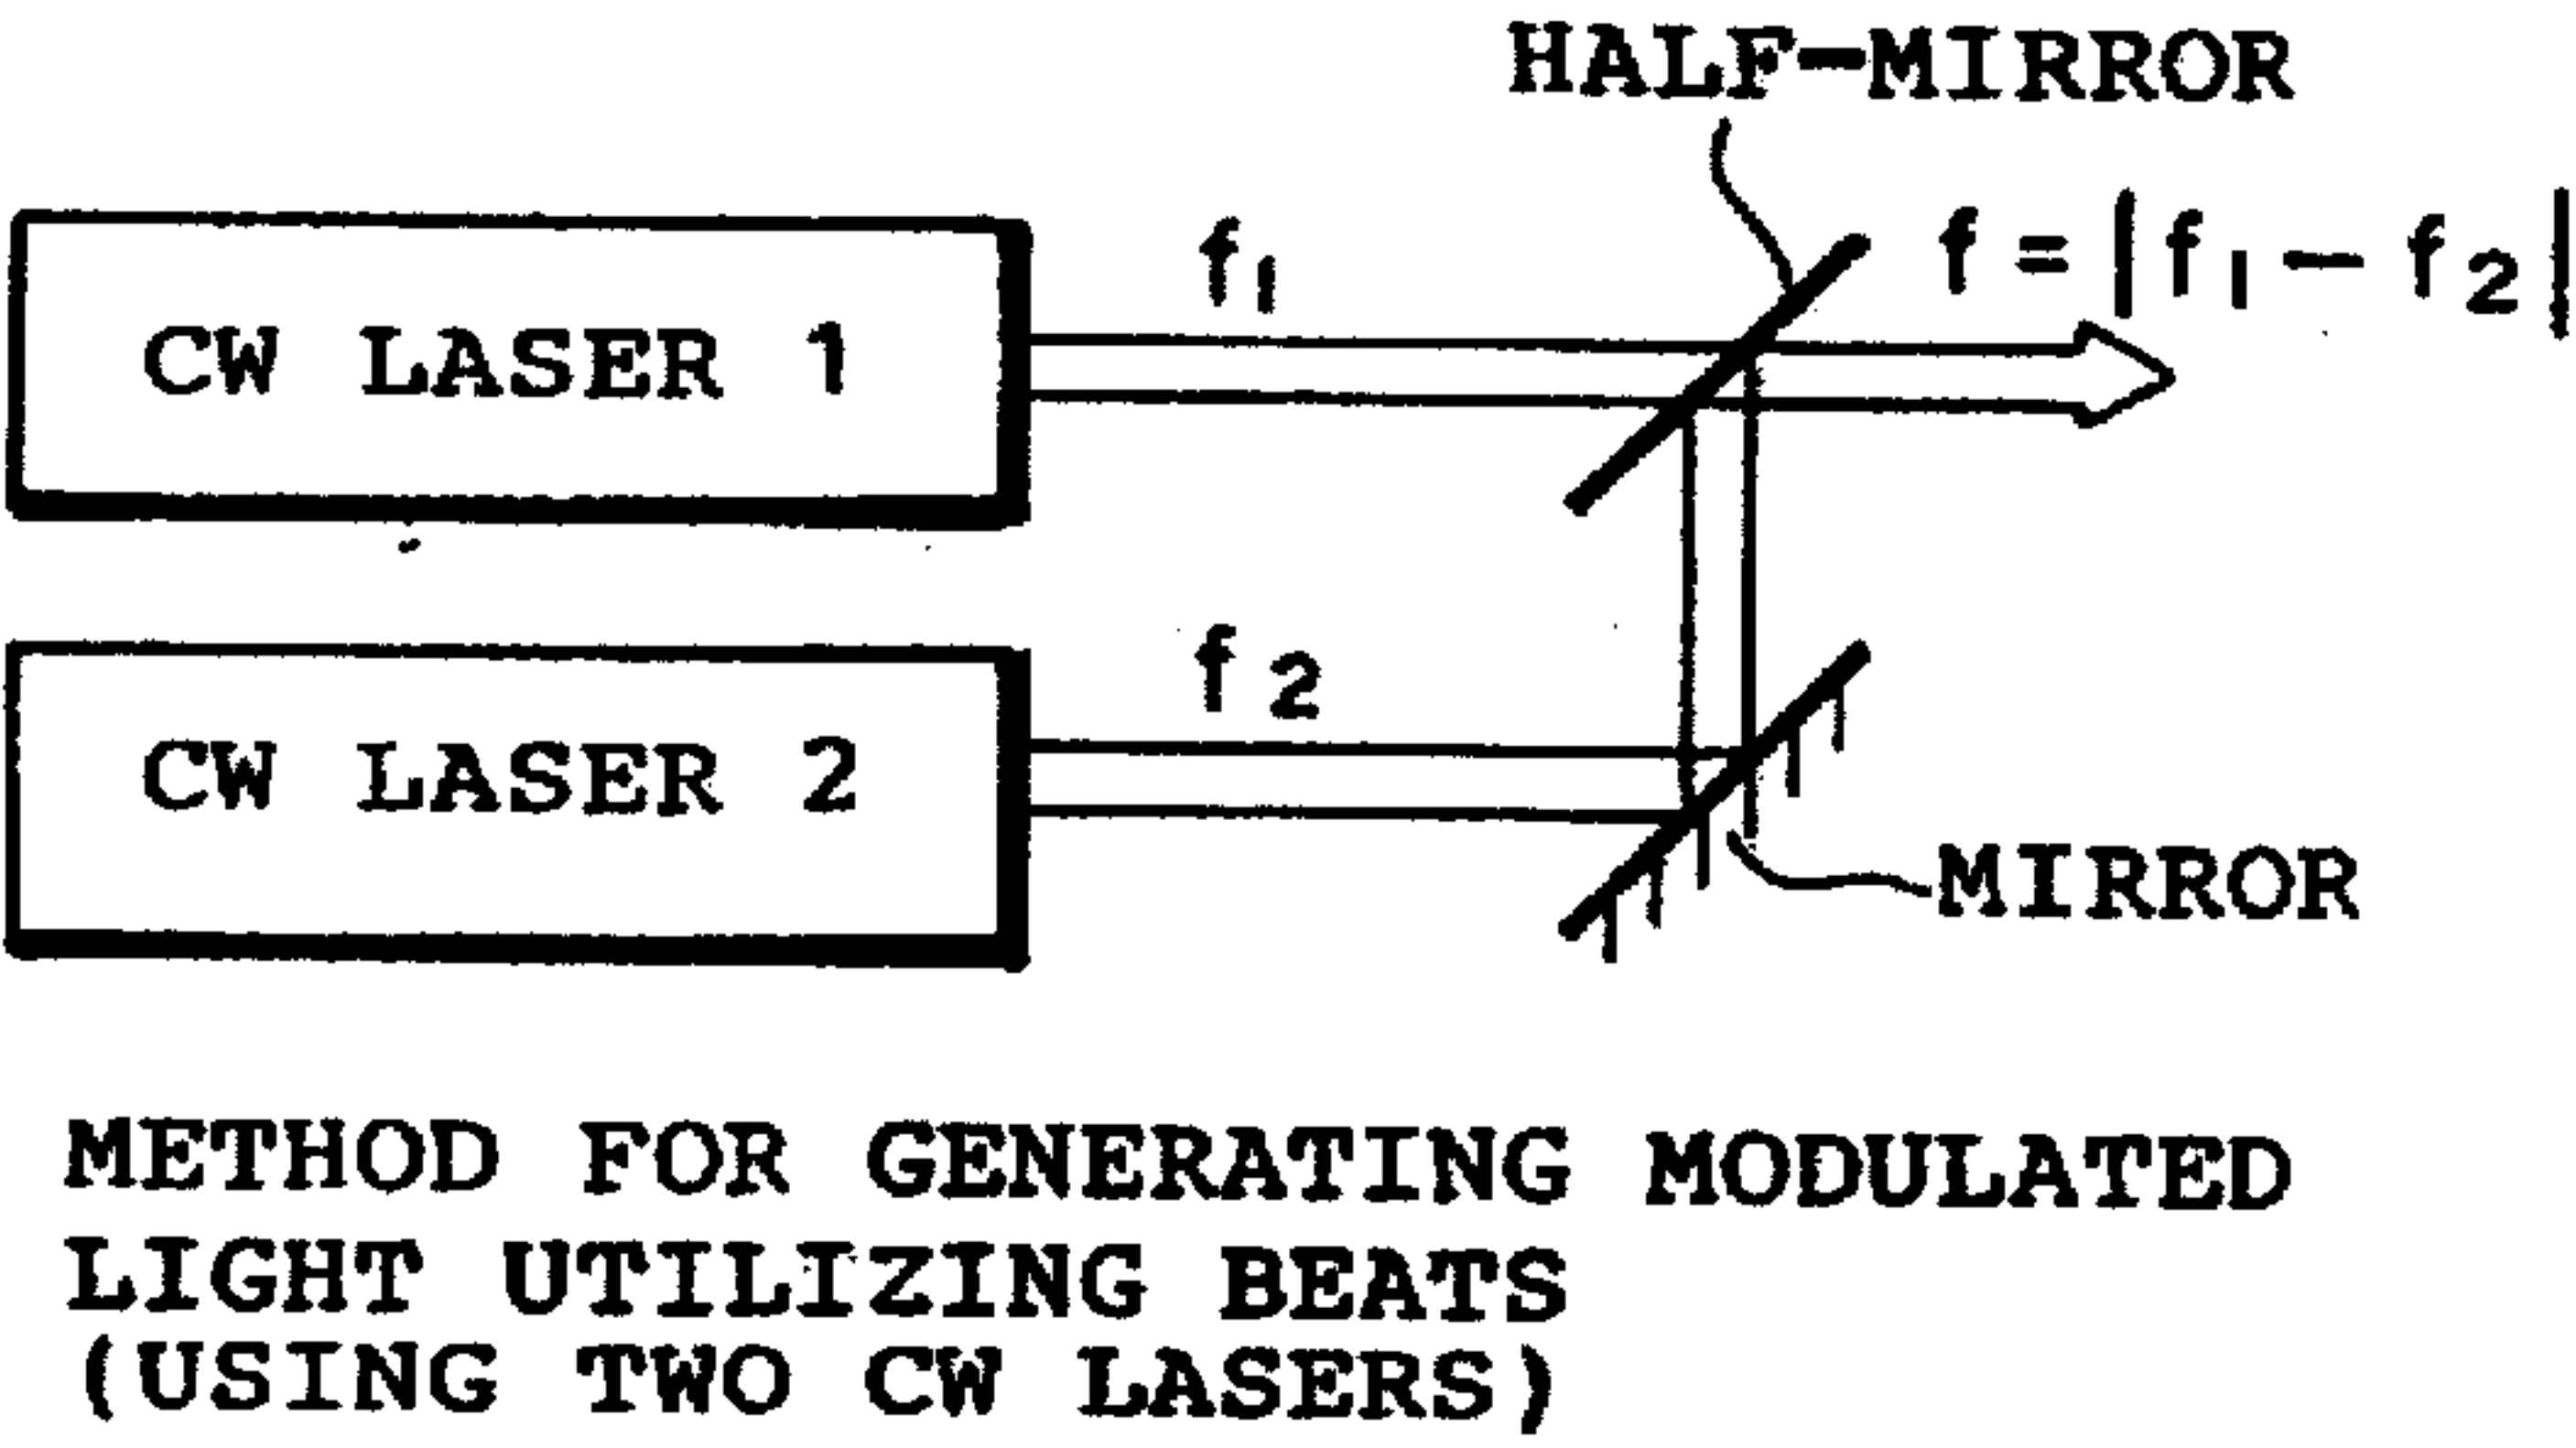 HALF-MIRROR
f1
f=|f1-f2|
CW LASER 1
f2
CW LASER 2
MIRROR
METHOD FOR GENERATING MODULATED
LIGHT UTILIZING BEATS
(USING TWO CW LASERS)